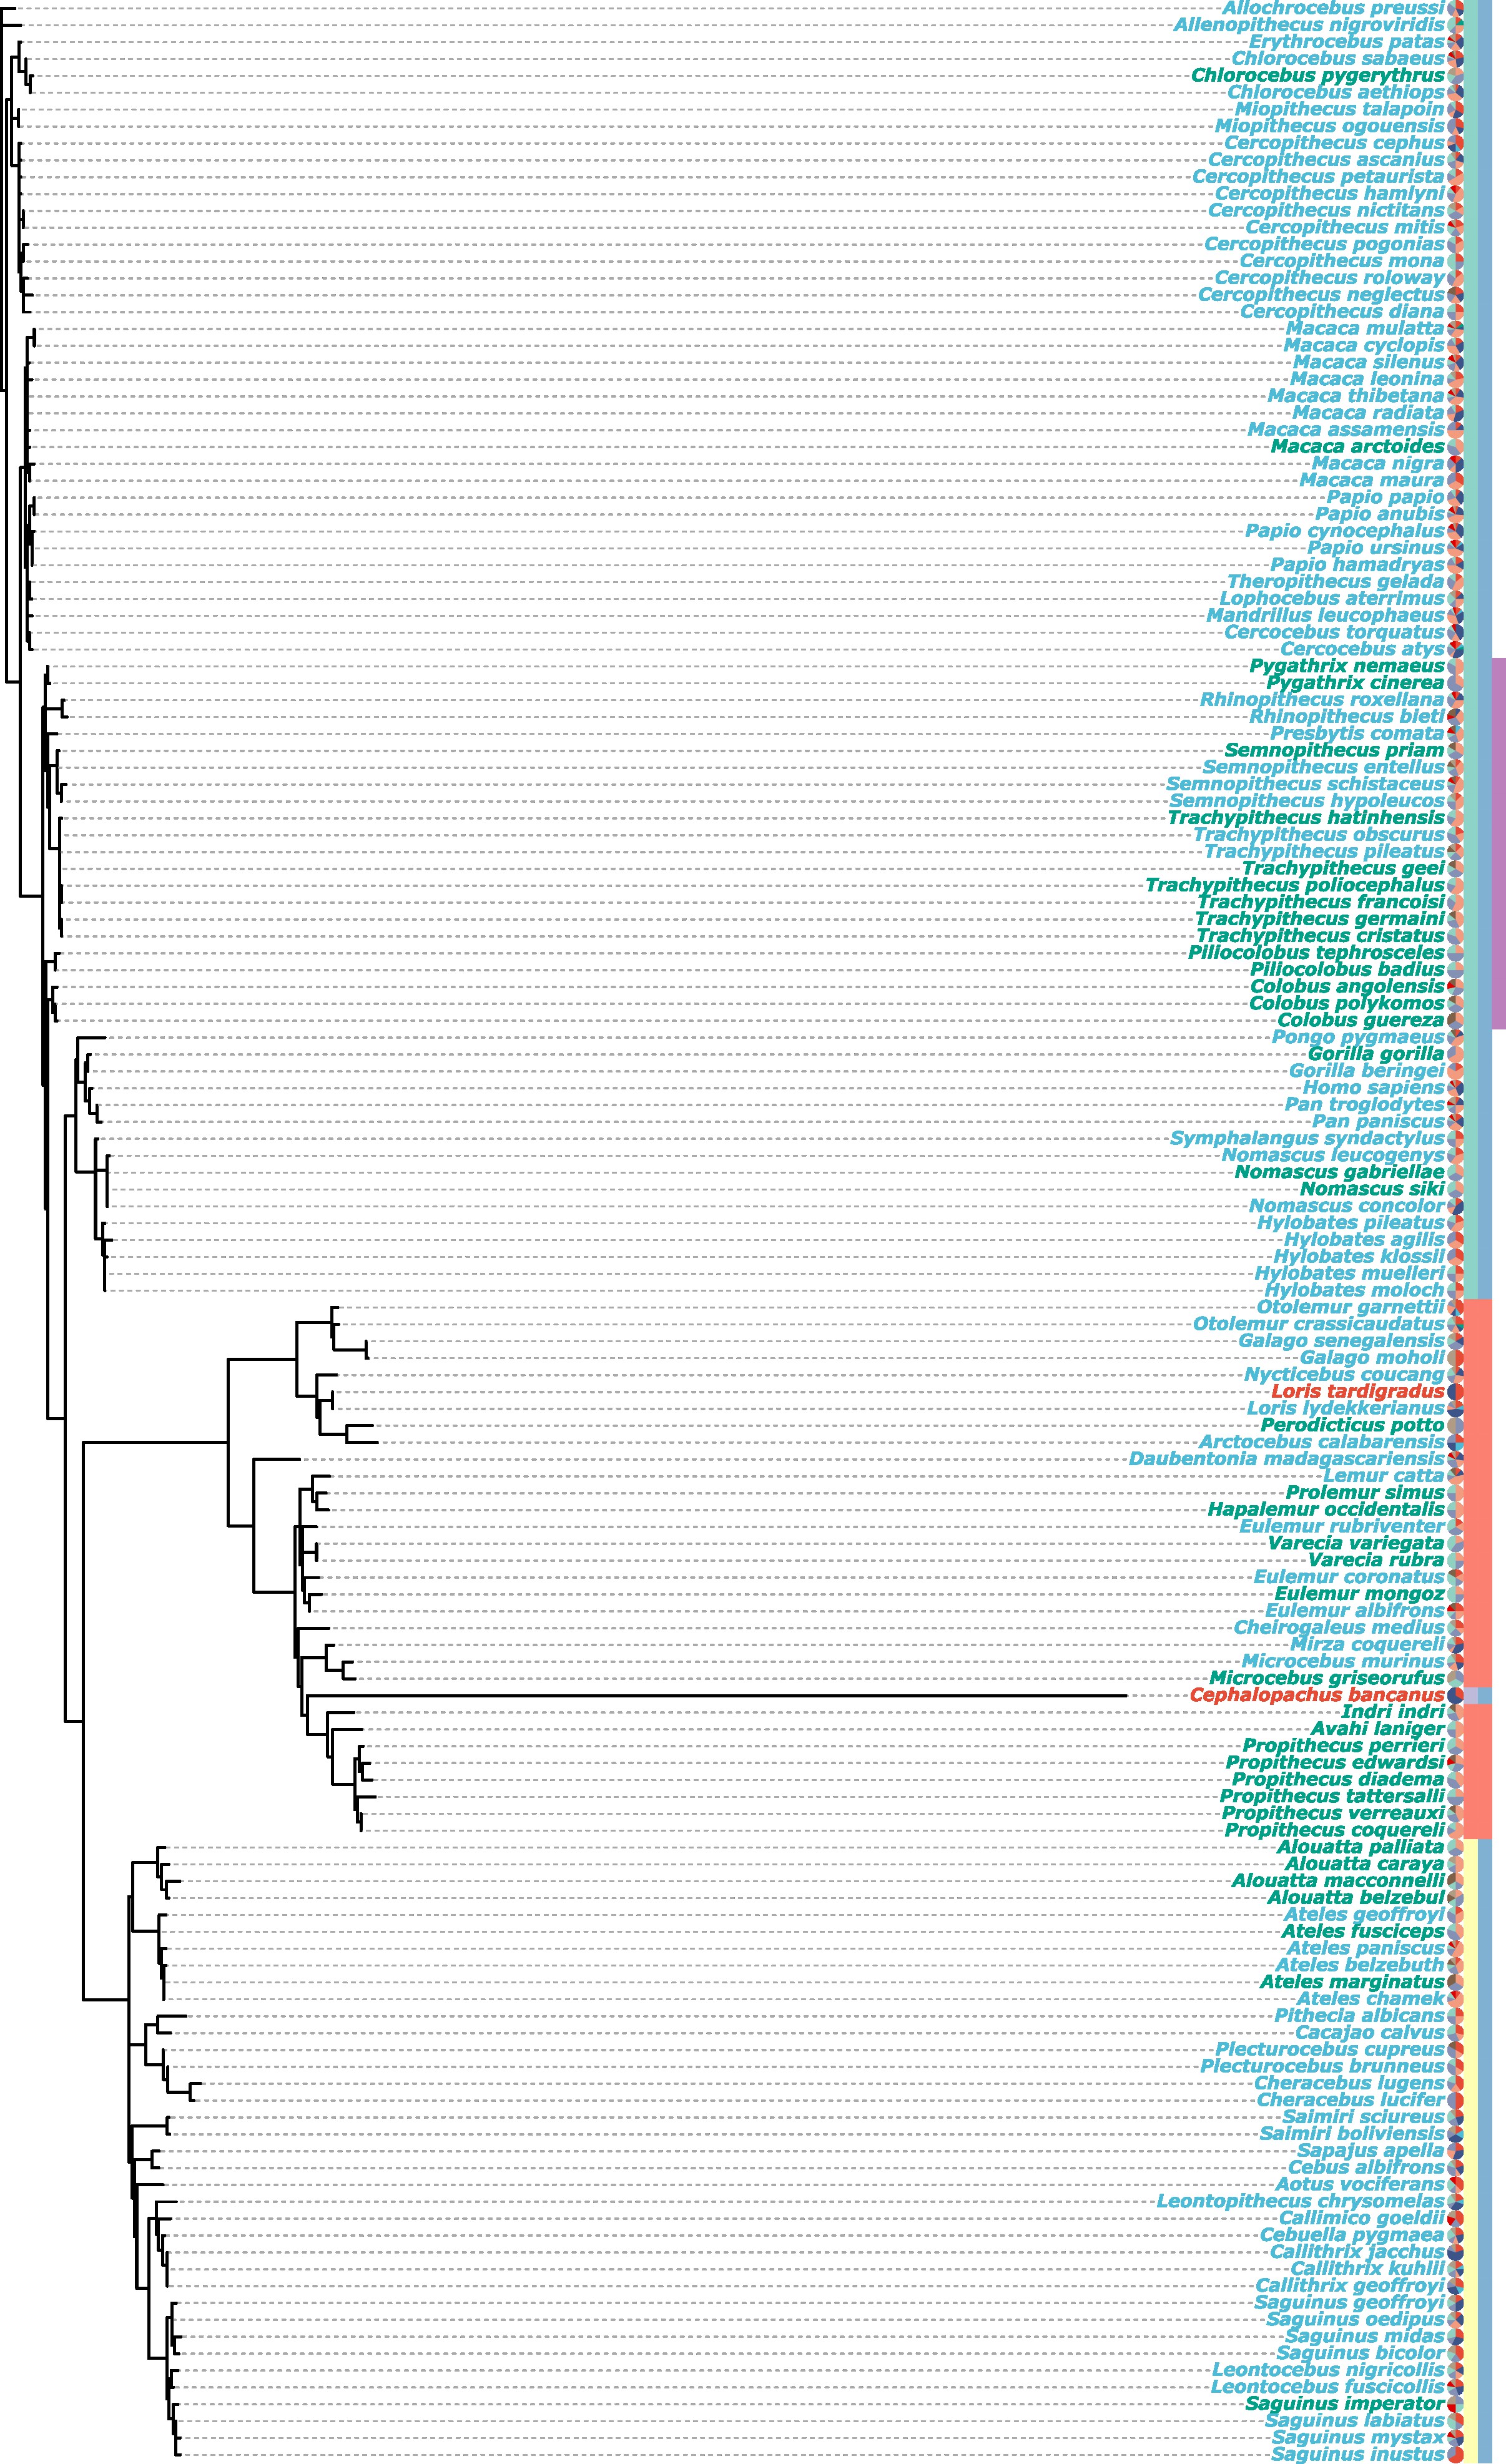 Allochrocebus preussi
Allenopithecus nigroviridis
Erythrocebus patas
Chlorocebus sabaeus
Chlorocebus pygerythrus
Chlorocebus aethiops
Miopithecus talapoin
Miopithecus ogouensis
Cercopithecus cephus
Cercopithecus ascanius
Cercopithecus petaurista
Cercopithecus hamlyni
Cercopithecus nictitans
Cercopithecus mitis
Cercopithecus pogonias
Cercopithecus mona
Cercopithecus roloway
Cercopithecus neglectus
Cercopithecus diana
Macaca mulatta
Macaca cyclopis
Macaca silenus
Macaca leonina
Macaca thibetana
Macaca radiata
Macaca assamensis
Macaca arctoides
Macaca nigra
Macaca maura
Papio papio
Papio anubis
Papio cynocephalus
Papio ursinus
Papio hamadryas
Theropithecus gelada
Lophocebus aterrimus
Mandrillus leucophaeus
Cercocebus torquatus
Cercocebus atys
Pygathrix nemaeus
Pygathrix cinerea
Rhinopithecus roxellana
Rhinopithecus bieti
Presbytis comata
Semnopithecus priam
Semnopithecus entellus
Semnopithecus schistaceus
Semnopithecus hypoleucos
Trachypithecus hatinhensis
Trachypithecus obscurus
Trachypithecus pileatus
Trachypithecus geei
Trachypithecus poliocephalus
Trachypithecus francoisi
Trachypithecus germaini
Trachypithecus cristatus
Piliocolobus tephrosceles
Piliocolobus badius
Colobus angolensis
Colobus polykomos
Colobus guereza
Pongo pygmaeus
Gorilla gorilla
Gorilla beringei
Homo sapiens
Pan troglodytes
Pan paniscus
Symphalangus syndactylus
Nomascus leucogenys
Nomascus gabriellae
Nomascus siki
Nomascus concolor
Hylobates pileatus
Hylobates agilis
Hylobates klossii
Hylobates muelleri
Hylobates moloch
Otolemur garnettii
Otolemur crassicaudatus
Galago senegalensis
Galago moholi
Nycticebus coucang
Loris tardigradus
Loris lydekkerianus
Perodicticus potto
Arctocebus calabarensis
Daubentonia madagascariensis
Lemur catta
Prolemur simus
Hapalemur occidentalis
Eulemur rubriventer
Varecia variegata
Varecia rubra
Eulemur coronatus
Eulemur mongoz
Eulemur albifrons
Cheirogaleus medius
Mirza coquereli
Microcebus murinus
Microcebus griseorufus
Cephalopachus bancanus
Indri indri
Avahi laniger
Propithecus perrieri
Propithecus edwardsi
Propithecus diadema
Propithecus tattersalli
Propithecus verreauxi
Propithecus coquereli
Alouatta palliata
Alouatta caraya
Alouatta macconnelli
Alouatta belzebul
Ateles geoffroyi
Ateles fusciceps
Ateles paniscus
Ateles belzebuth
Ateles marginatus
Ateles chamek
Pithecia albicans
Cacajao calvus
Plecturocebus cupreus
Plecturocebus brunneus
Cheracebus lugens
Cheracebus lucifer
Saimiri sciureus
Saimiri boliviensis
Sapajus apella
Cebus albifrons
Aotus vociferans
Leontopithecus chrysomelas
Callimico goeldii
Cebuella pygmaea
Callithrix jacchus
Callithrix kuhlii
Callithrix geoffroyi
Saguinus geoffroyi
Saguinus oedipus
Saguinus midas
Saguinus bicolor
Leontocebus nigricollis
Leontocebus fuscicollis
Saguinus imperator
Saguinus labiatus
Saguinus mystax
Saguinus inustus